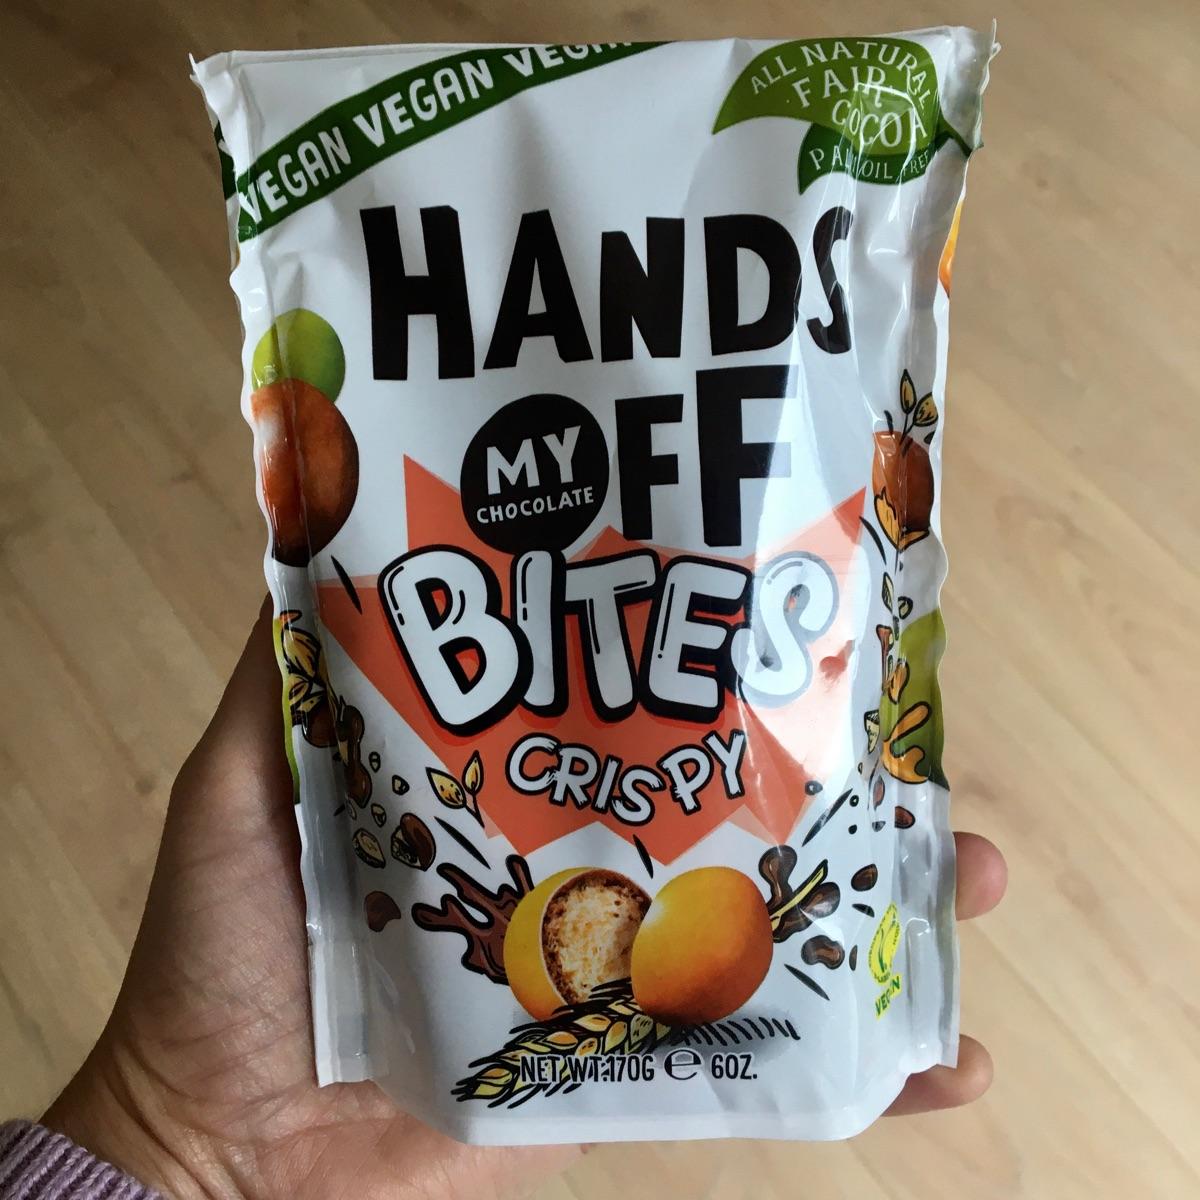 VEGAN VEGAN VEGAN
ALL NATURAL
FAIR
COCOA
PALM OIL FREE
HANDS
OFF
MY
CHOCOLATE
BITES
CRISPY
VEGAN
NET WT.170G ℮ 6OZ.